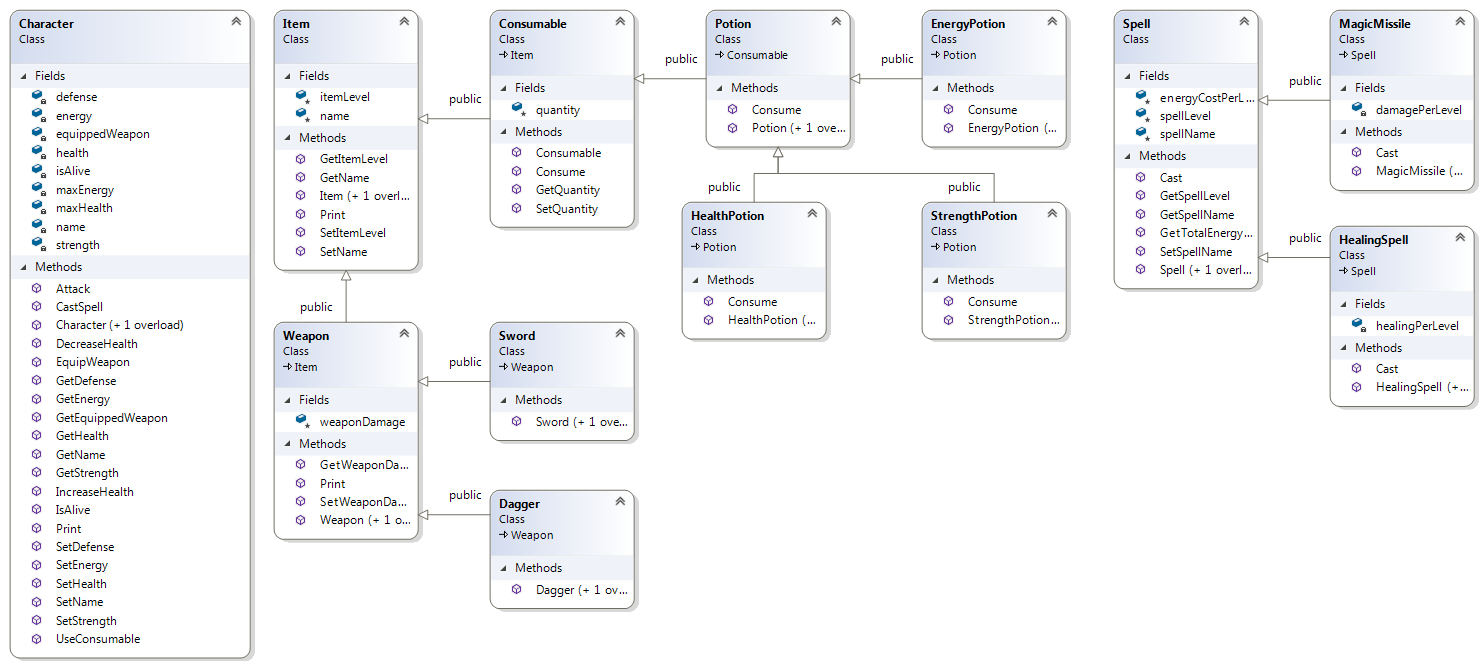 Character
Class
Fields
defense
energy
equippedWeapon
health
isAlive
maxEnergy
maxHealth
name
strength
Methods
Attack
CastSpell
Character (+ 1 overload)
DecreaseHealth
EquipWeapon
GetDefense
GetEnergy
GetEquippedWeapon
GetHealth
GetName
GetStrength
IncreaseHealth
IsAlive
Print
SetDefense
SetEnergy
SetHealth
SetName
SetStrength
UseConsumable
Item
Class
Fields
itemLevel
name
Methods
GetItemLevel
GetName
Item (+ 1 overl...
Print
SetItemLevel
SetName
public
Weapon
Class
Item
Fields
weaponDamage
Methods
GetWeaponDa...
Print
SetWeaponDa...
Weapon (+ 1 o...
public
Consumable
Class
Item
Fields
quantity
Methods
Consumable
Consume
GetQuantity
SetQuantity
public
Sword
Class
Weapon
Methods
Sword (+ 1 ove...
public
Dagger
Class
Weapon
Methods
Dagger (+ 1 ov...
public
Potion
Class
Consumable
Methods
Consume
Potion (+ 1 ove...
public
EnergyPotion
Class
Potion
Methods
Consume
EnergyPotion (...
public
HealthPotion
Class
Potion
Methods
Consume
HealthPotion (...
public
StrengthPotion
Class
Potion
Methods
Consume
StrengthPotion...
Spell
Class
Fields
energyCostPerL...
spellLevel
spellName
Methods
Cast
GetSpellLevel
GetSpellName
GetTotalEnergy...
SetSpellName
Spell (+ 1 overl...
public
MagicMissile
Class
Spell
Fields
damagePerLevel
Methods
Cast
MagicMissile (...
public
HealingSpell
Class
Spell
Fields
healingPerLevel
Methods
Cast
HealingSpell (+...